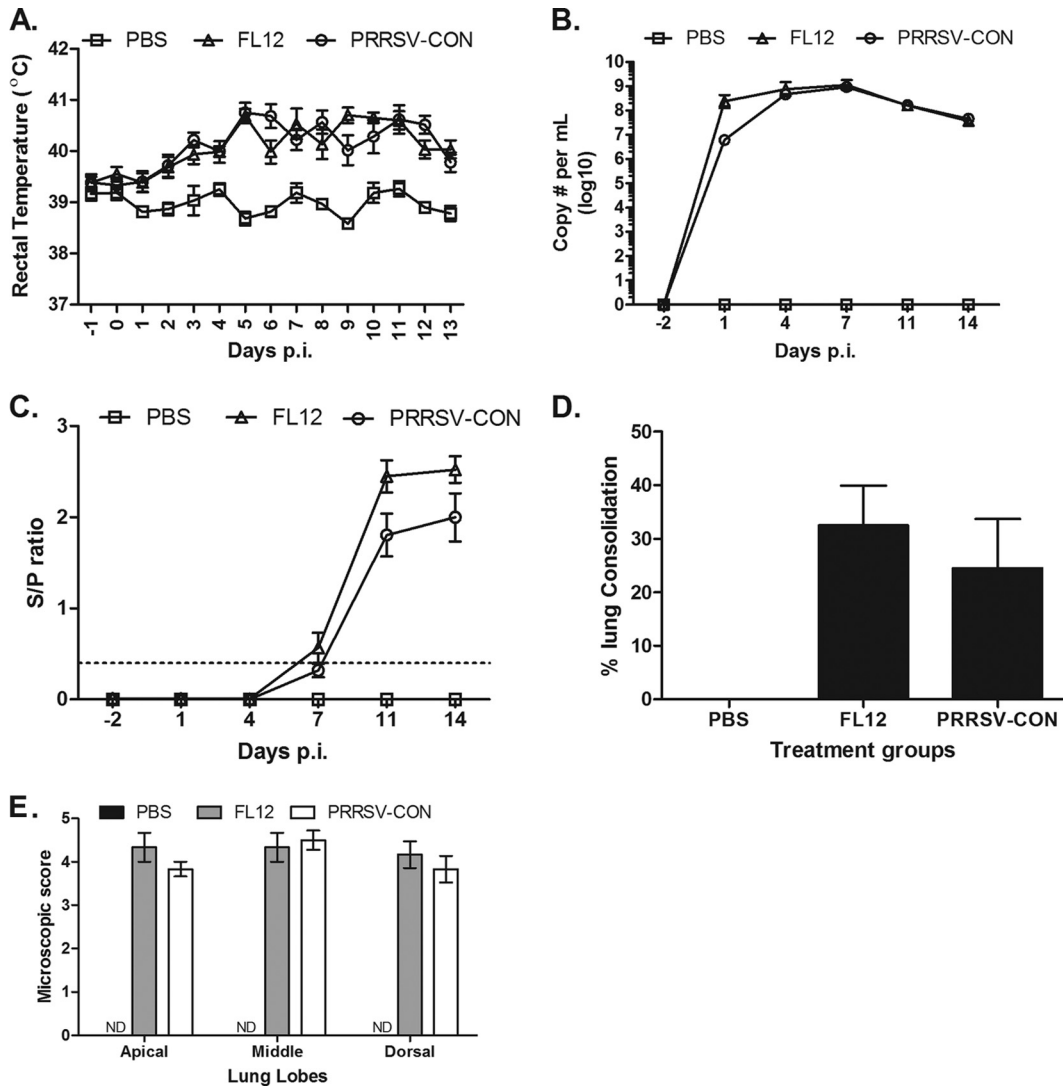 A.
PBS FL12 PRRSV-CON
Rectal Temperature (°C)
42
41
40
39
38
37
-1 0 1 2 3 4 5 6 7 8 9 10 11 12 13
Days p.i.
B.
PBS FL12 PRRSV-CON
Copy # per mL
(log10)
10
9
8
7
6
5
4
3
2
1
0
-2 1 4 7 11 14
Days p.i.
C.
PBS FL12 PRRSV-CON
S/P ratio
3
2
1
0
-2 1 4 7 11 14
Days p.i.
D.
% lung Consolidation
50
40
30
20
10
0
PBS FL12 PRRSV-CON
Treatment groups
E.
PBS FL12 PRRSV-CON
Microscopic score
5
4
3
2
1
0
ND ND ND
Apical Middle Dorsal
Lung Lobes